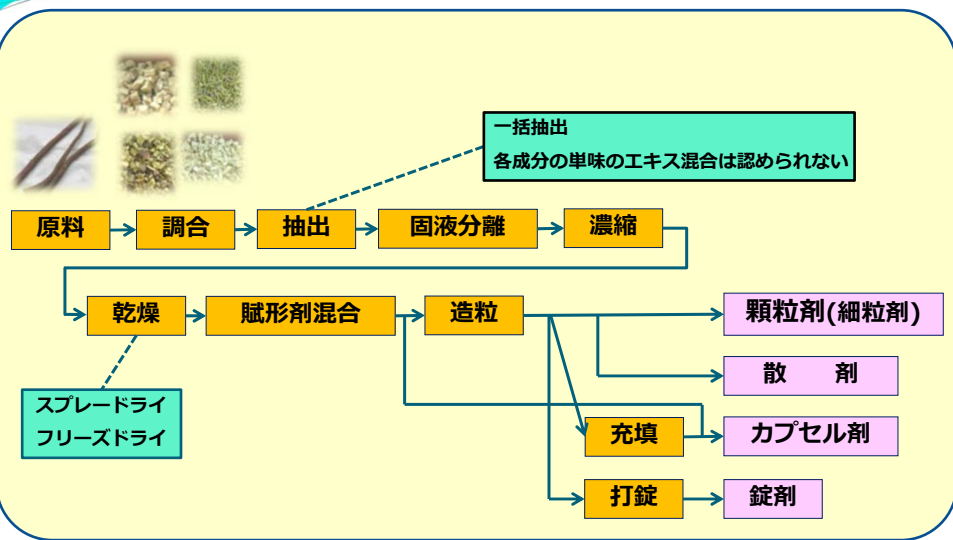 一括抽出
各成分の単味のエキス混合は認められない
原料
調合
抽出
固液分離
濃縮
乾燥
賦形剤混合
造粒
顆粒剤(細粒剤)
散　　剤
スプレードライ
フリーズドライ
充填
カプセル剤
打錠
錠剤